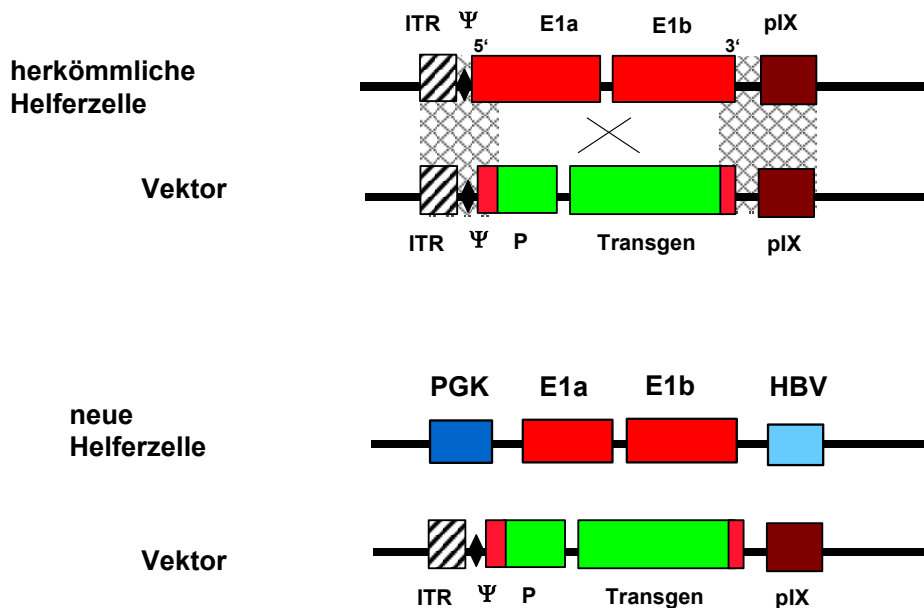 ITR Ψ E1a E1b pIX
5‘ 3‘
herkömmliche
Helferzelle
Vektor
ITR Ψ P Transgen pIX
PGK E1a E1b HBV
neue
Helferzelle
Vektor
ITR Ψ P Transgen pIX